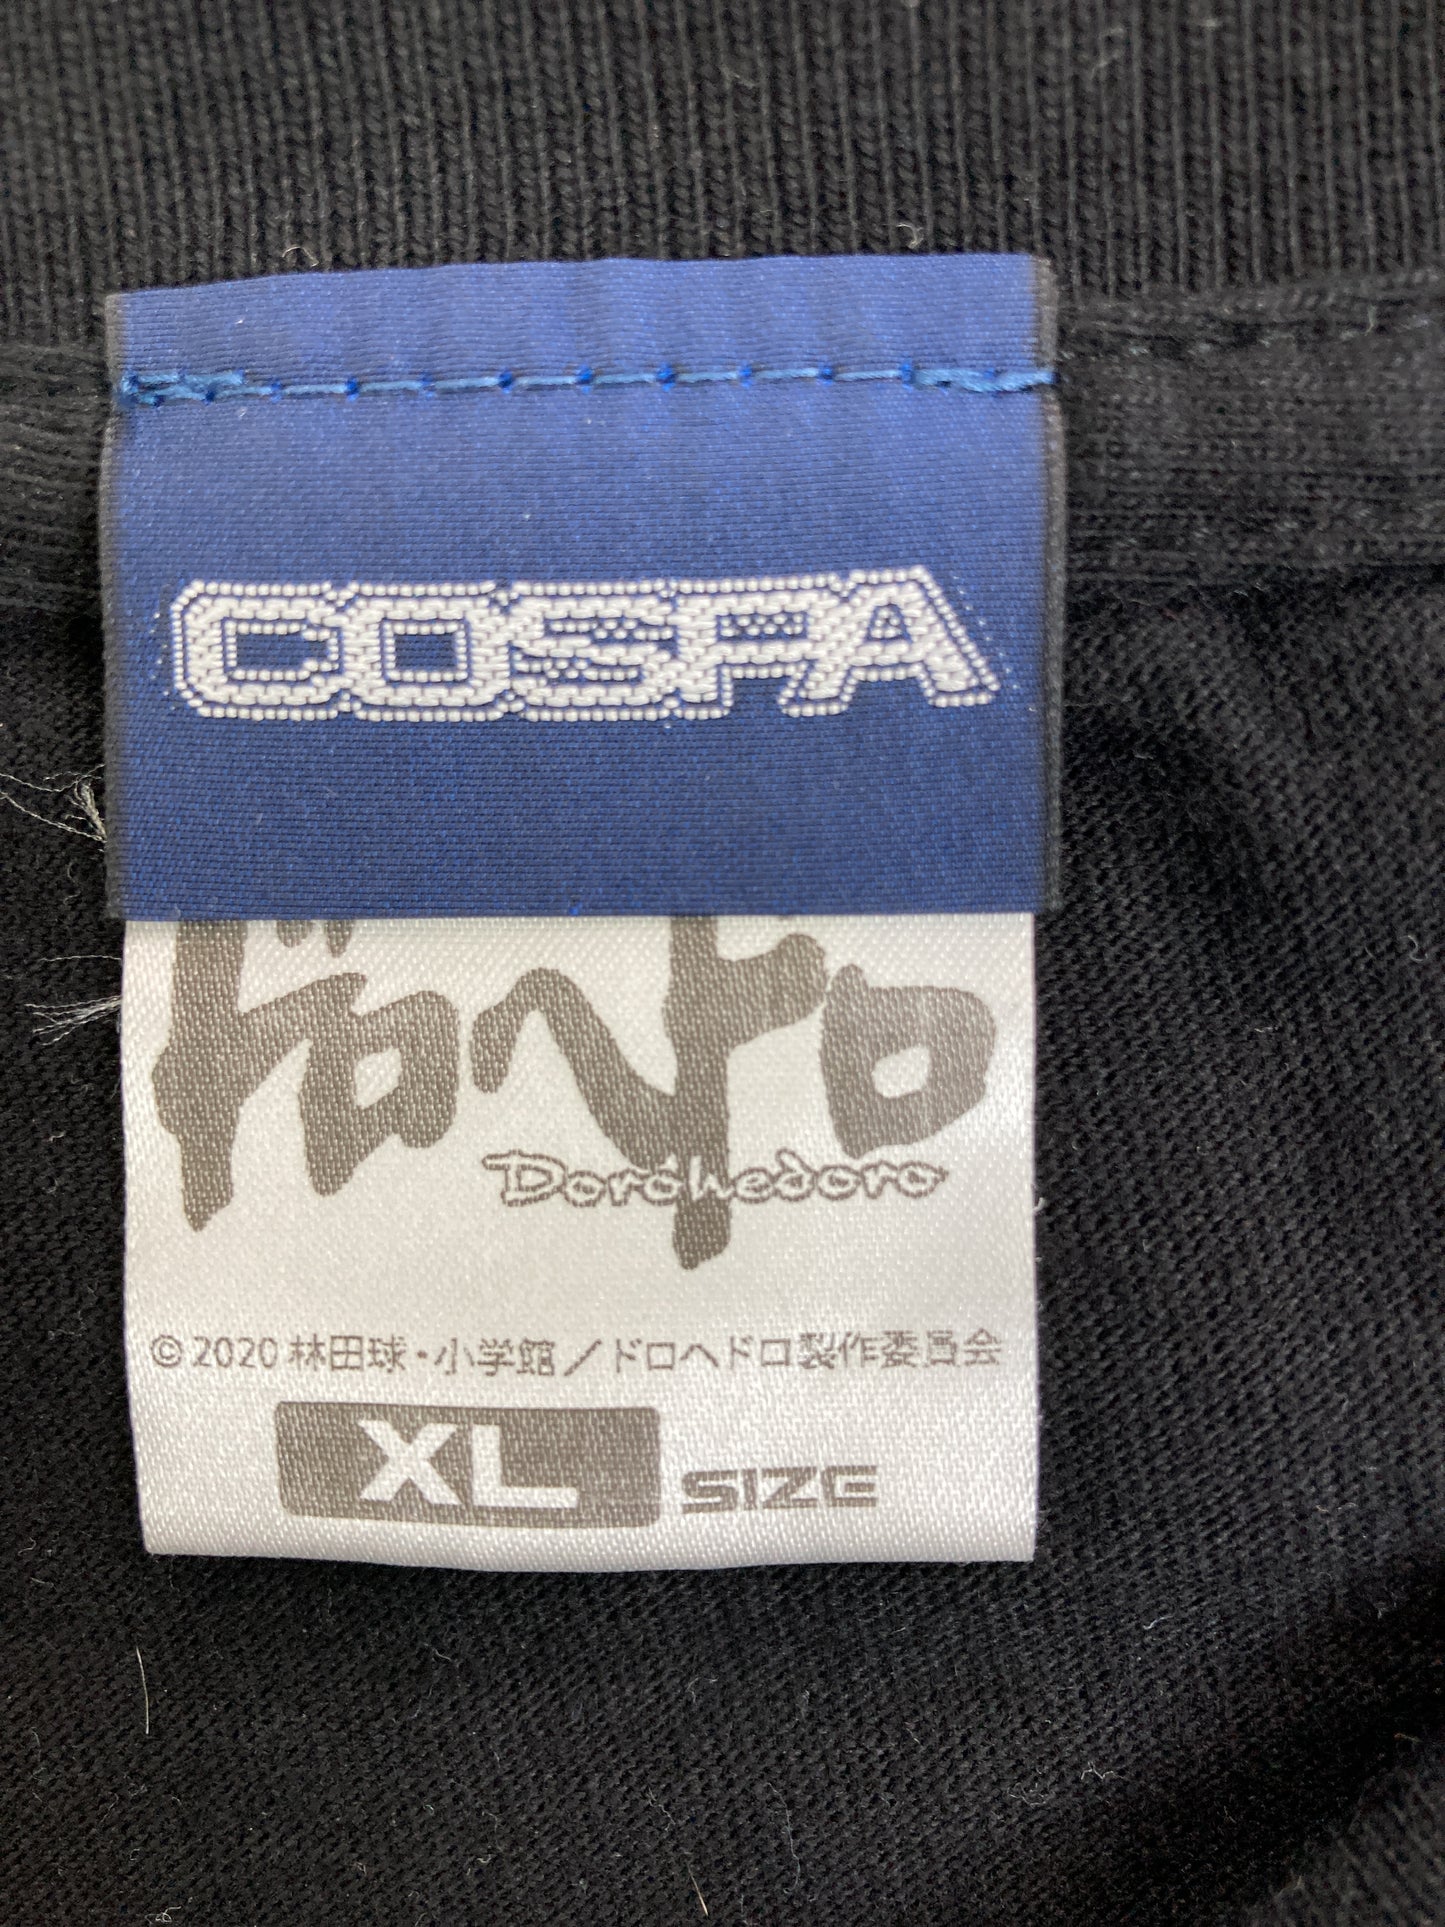 COSPA
ドロヘドロ
Dorohedoro
©2020 林田球・小学館／ドロヘドロ製作委員会
XL SIZE